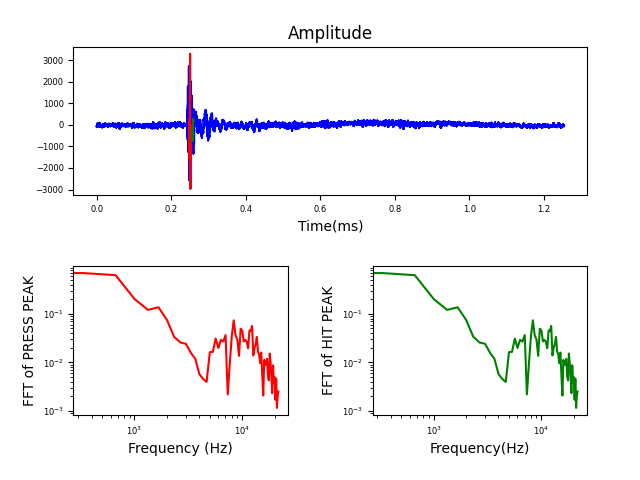 Amplitude
3000
2000
1000
0
−1000
−2000
−3000
0.0 0.2 0.4 0.6 0.8 1.0 1.2
Time(ms)
FFT of PRESS PEAK
10⁻¹
10⁻²
10⁻³
10³ 10⁴
Frequency (Hz)
FFT of HIT PEAK
10⁻¹
10⁻²
10⁻³
10³ 10⁴
Frequency(Hz)